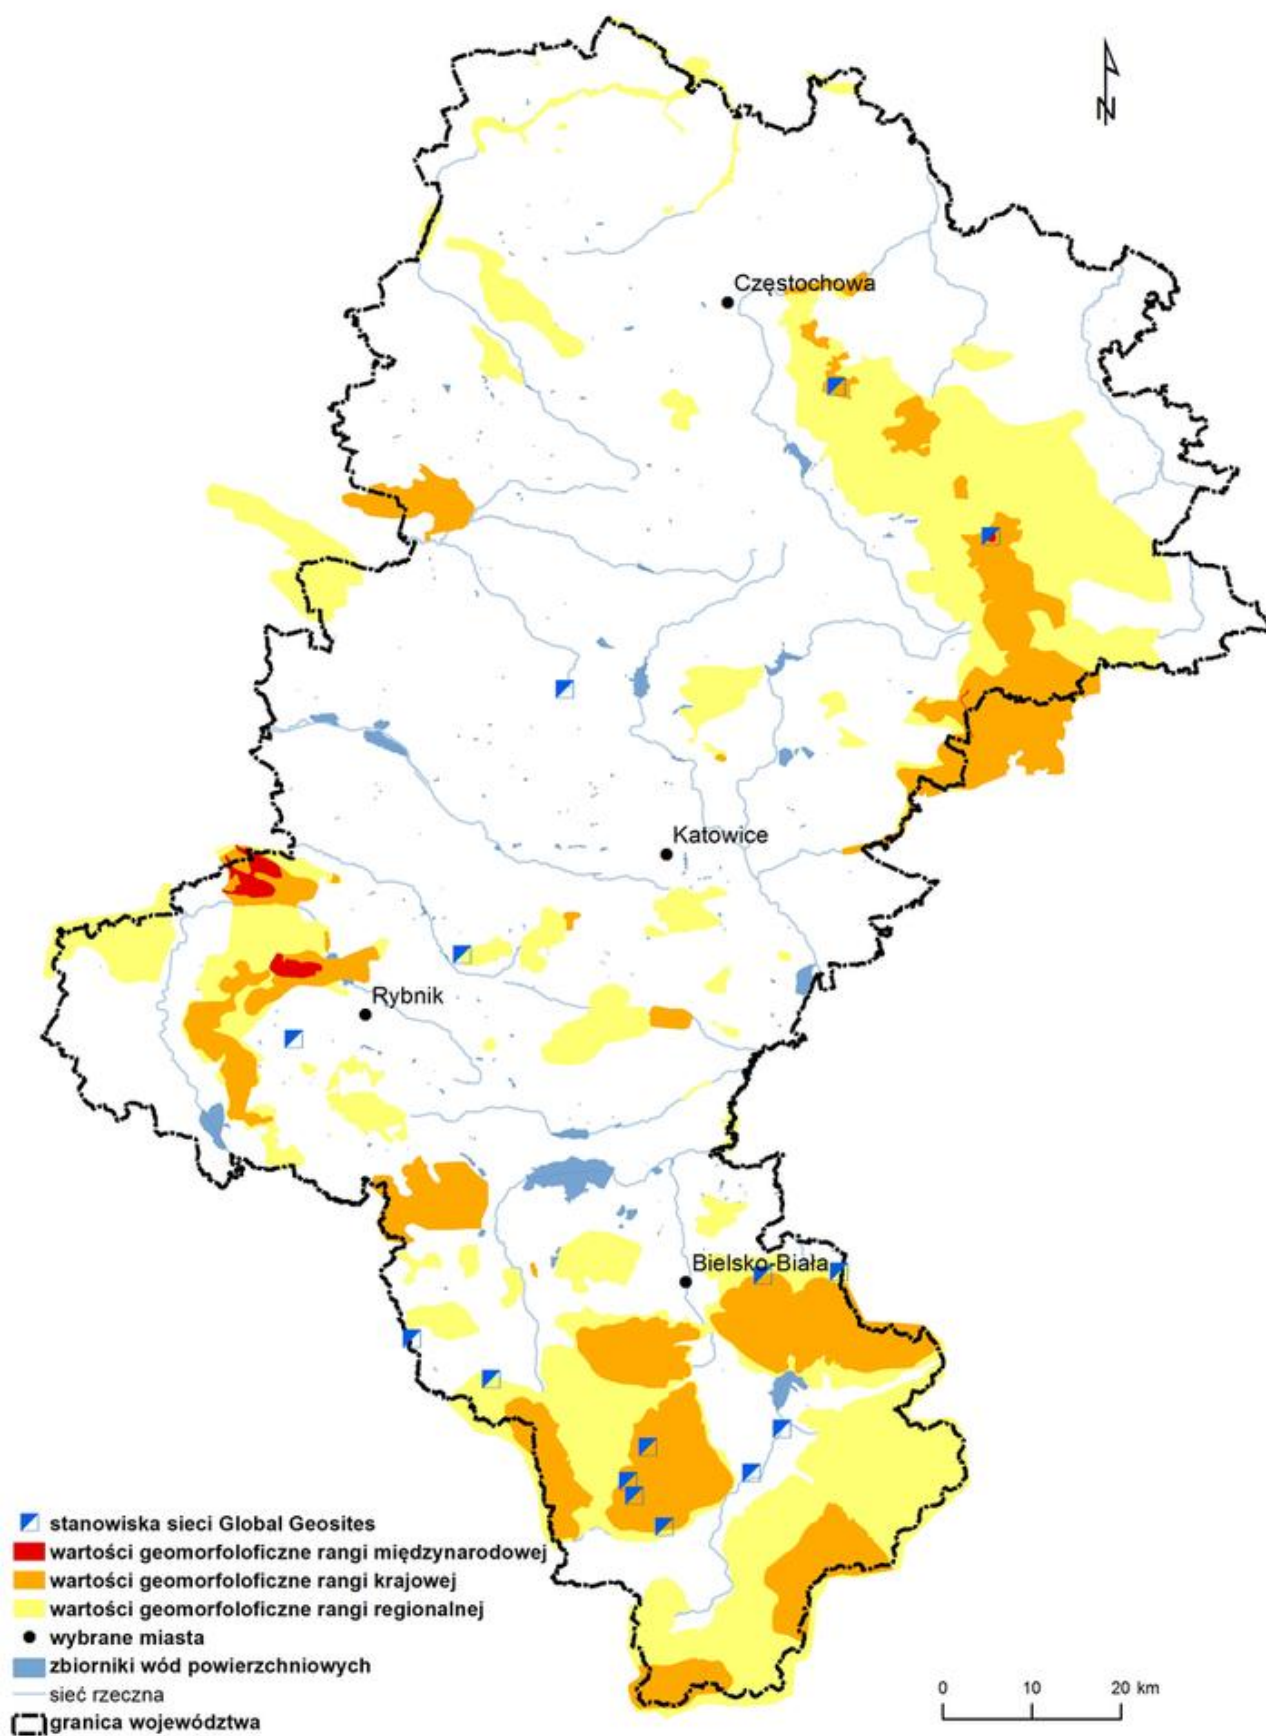 N
Częstochowa
Katowice
Rybnik
Bielsko-Biała
stanowiska sieci Global Geosites
wartości geomorfoloficzne rangi międzynarodowej
wartości geomorfoloficzne rangi krajowej
wartości geomorfoloficzne rangi regionalnej
wybrane miasta
zbiorniki wód powierzchniowych
sieć rzeczna
granica województwa
0 10 20 km